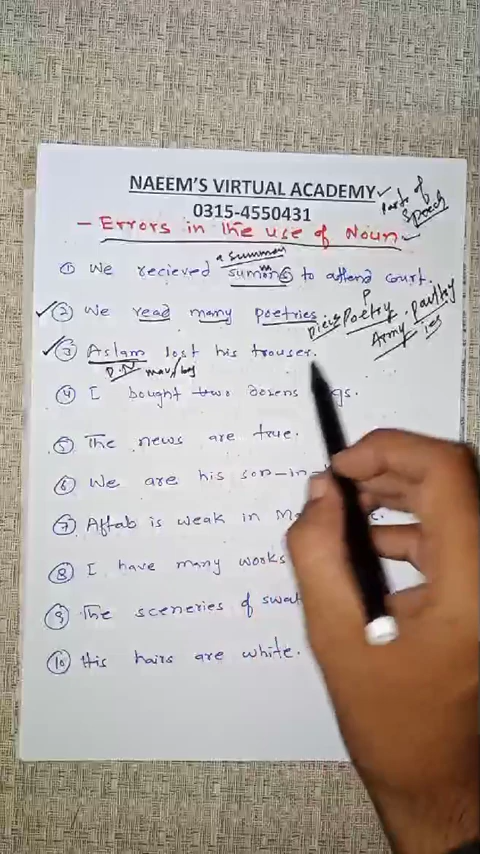 NAEEM'S VIRTUAL ACADEMY
parts of speech
0315-4550431
- Errors in the use of Noun
a summon
① We recieved summons to attend court.
② We read many poetries.
piece Poetry. Poultry
P
Army ies
③ Aslam lost his trouser.
P.N
④ I bought two dozens gs.
⑤ The news are true.
⑥ We are his son-in-
⑦ Aftab is weak in Ma
⑧ I have many works
⑨ The sceneries of swat
⑩ His hairs are white.